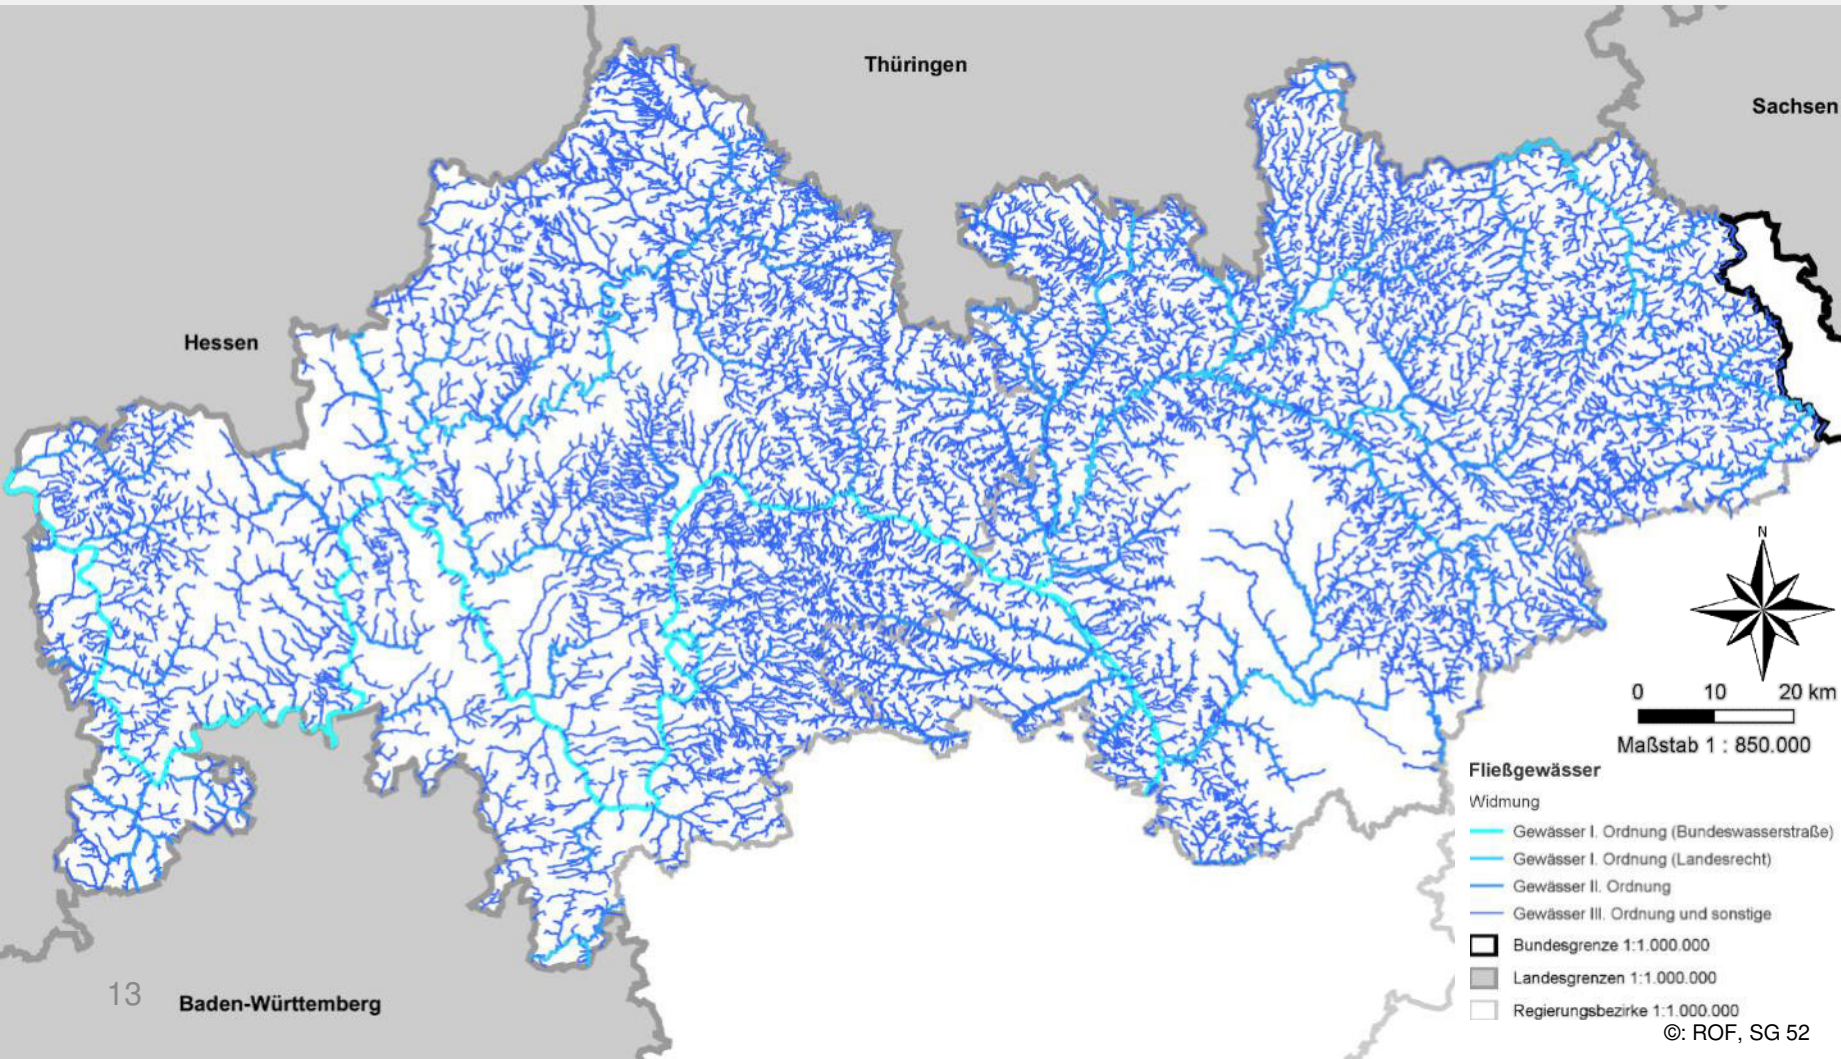 Thüringen
Sachsen
Hessen
N
0 10 20 km
Maßstab 1 : 850.000
Fließgewässer
Widmung
Gewässer I. Ordnung (Bundeswasserstraße)
Gewässer I. Ordnung (Landesrecht)
Gewässer II. Ordnung
Gewässer III. Ordnung und sonstige
Bundesgrenze 1:1.000.000
Landesgrenzen 1:1.000.000
Regierungsbezirke 1:1.000.000
13
Baden-Württemberg
©: ROF, SG 52